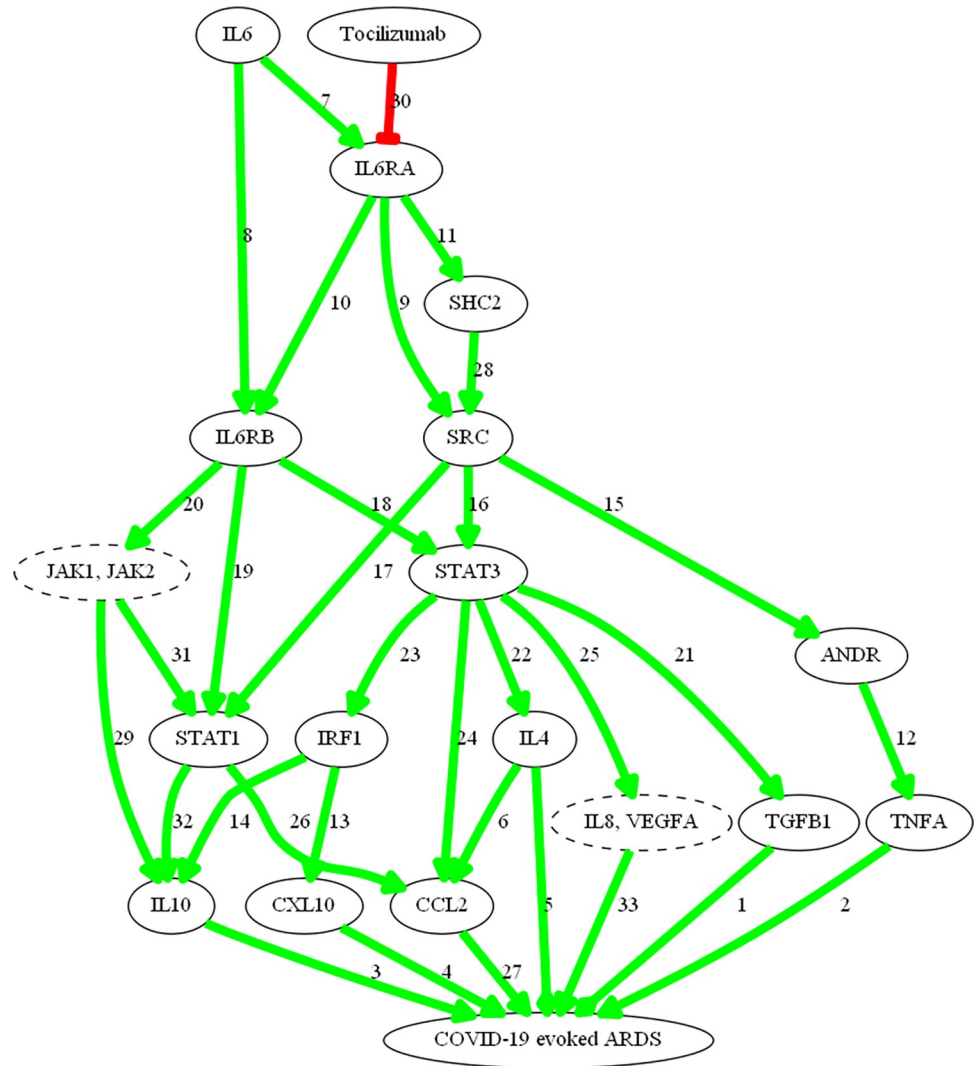 IL6
Tocilizumab
7
30
IL6RA
8
11
10
9
SHC2
28
IL6RB
SRC
20
18
16
15
JAK1, JAK2
19
17
STAT3
31
23
22
25
21
ANDR
29
STAT1
IRF1
24
IL4
12
32
14
26
13
6
IL8, VEGFA
TGFB1
TNFA
IL10
CXL10
CCL2
5
33
1
2
3
4
27
COVID-19 evoked ARDS